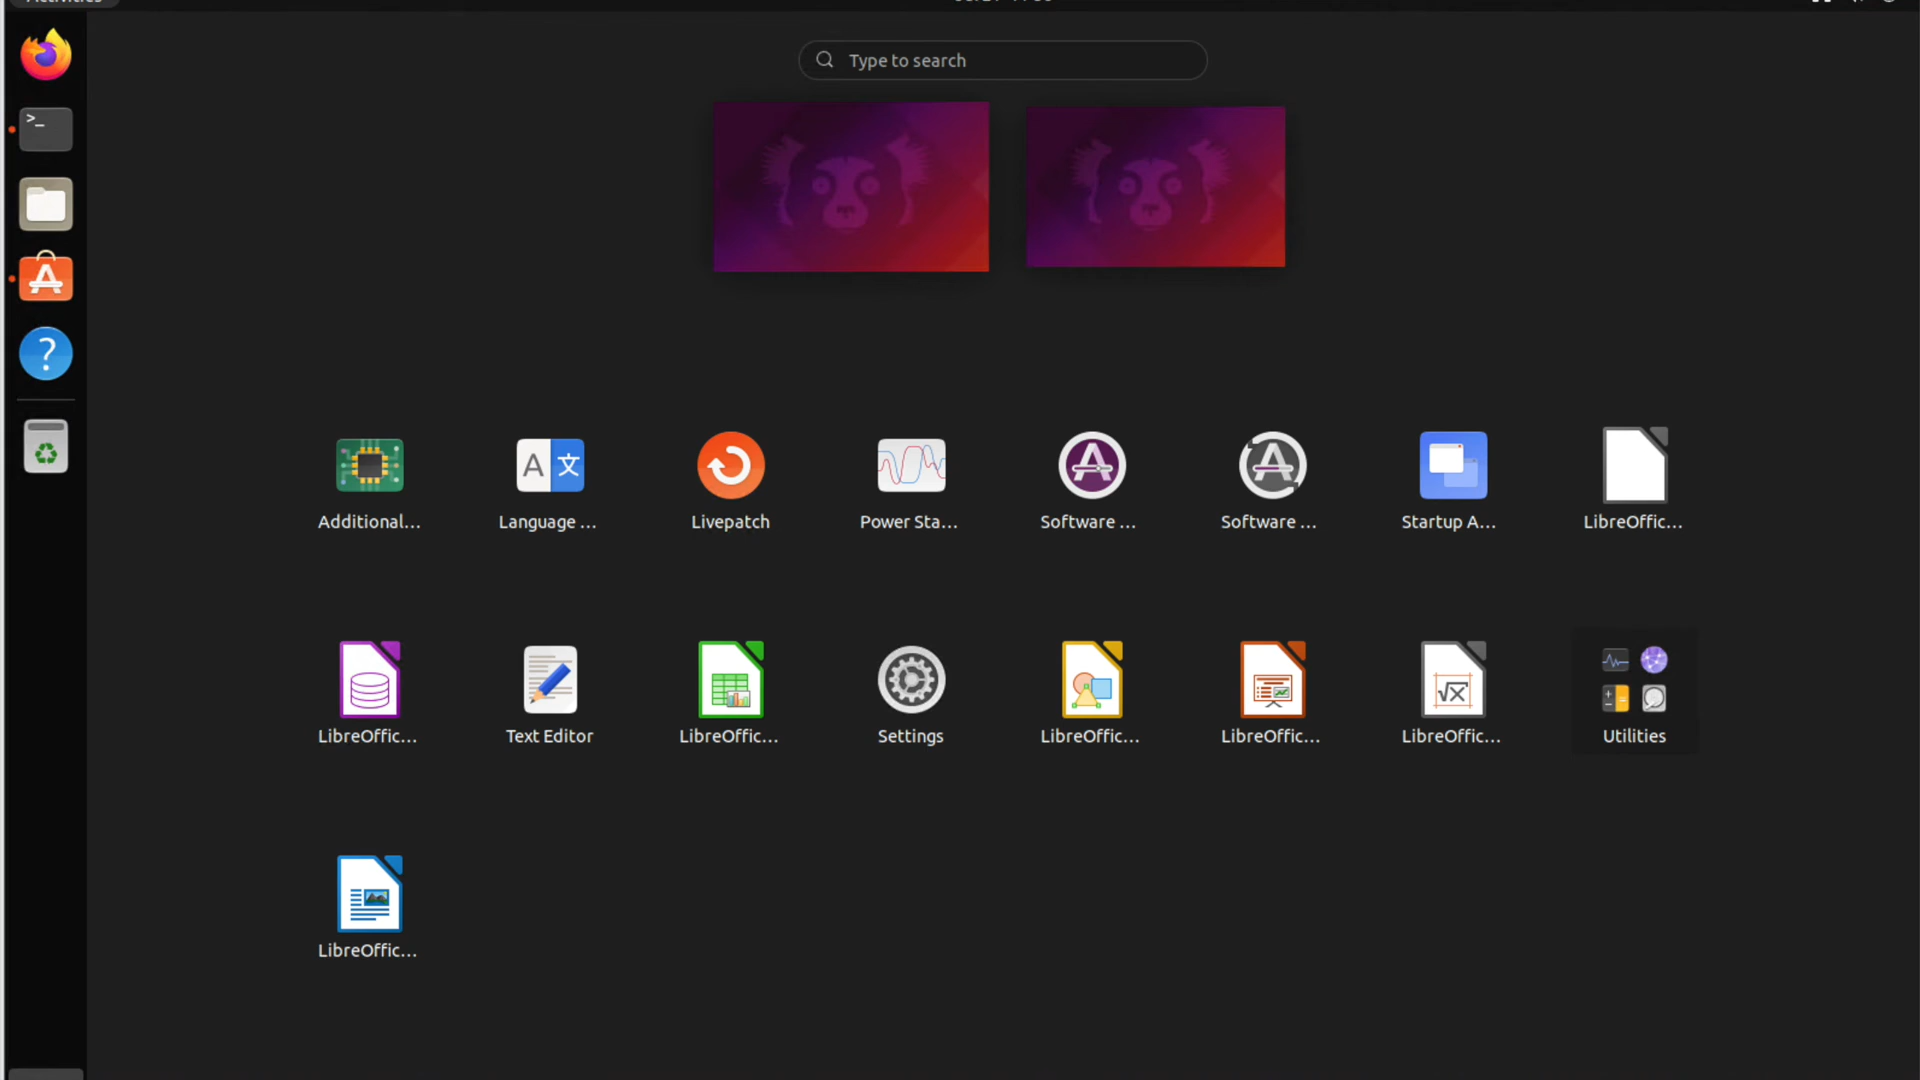 Activities
Type to search
Additional...
Language ...
Livepatch
Power Sta...
Software ...
Software ...
Startup A...
LibreOffic...
LibreOffic...
Text Editor
LibreOffic...
Settings
LibreOffic...
LibreOffic...
LibreOffic...
Utilities
LibreOffic...